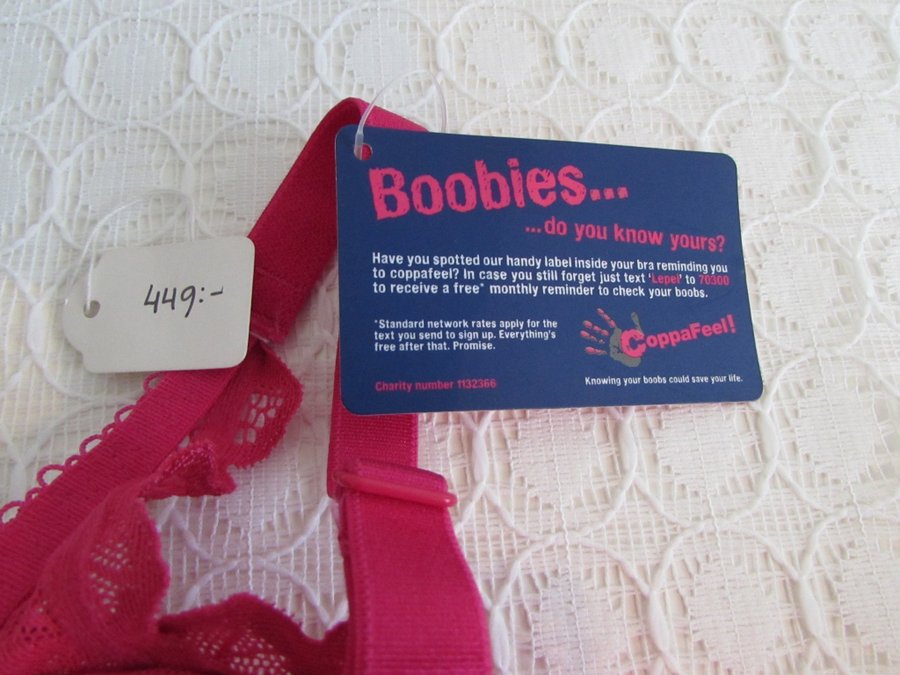 449:-
Boobies...
...do you know yours?
Have you spotted our handy label inside your bra reminding you
to coppafeel? In case you still forget just text 'Lepel' to 70300
to receive a free* monthly reminder to check your boobs.
*Standard network rates apply for the
text you send to sign up. Everything's
free after that. Promise.
CoppaFeel!
Charity number 1132366
Knowing your boobs could save your life.